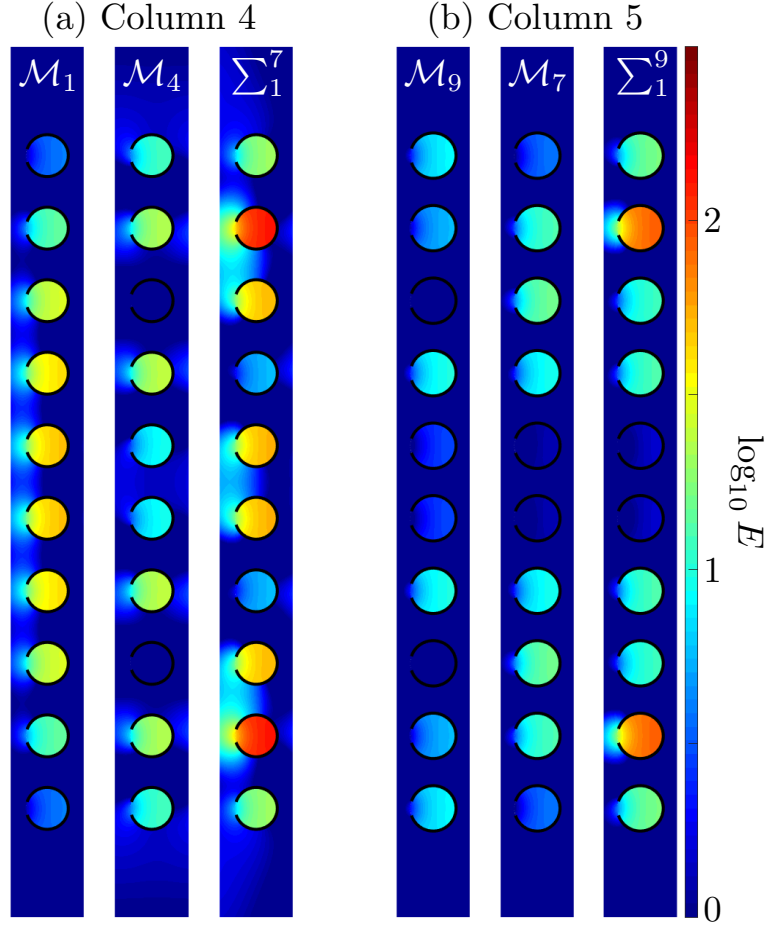 (a) Column 4 (b) Column 5
ℳ₁ ℳ₄ ∑₁⁷ ℳ₉ ℳ₇ ∑₁⁹
2
1
0
log₁₀ E